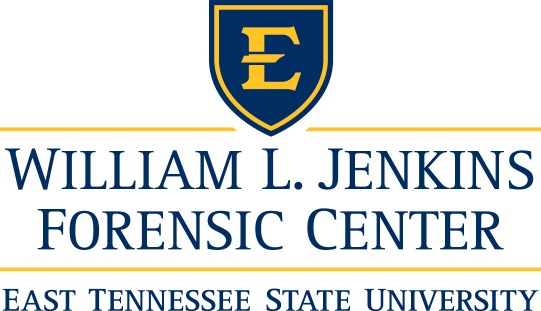 E
WILLIAM L. JENKINS
FORENSIC CENTER
EAST TENNESSEE STATE UNIVERSITY